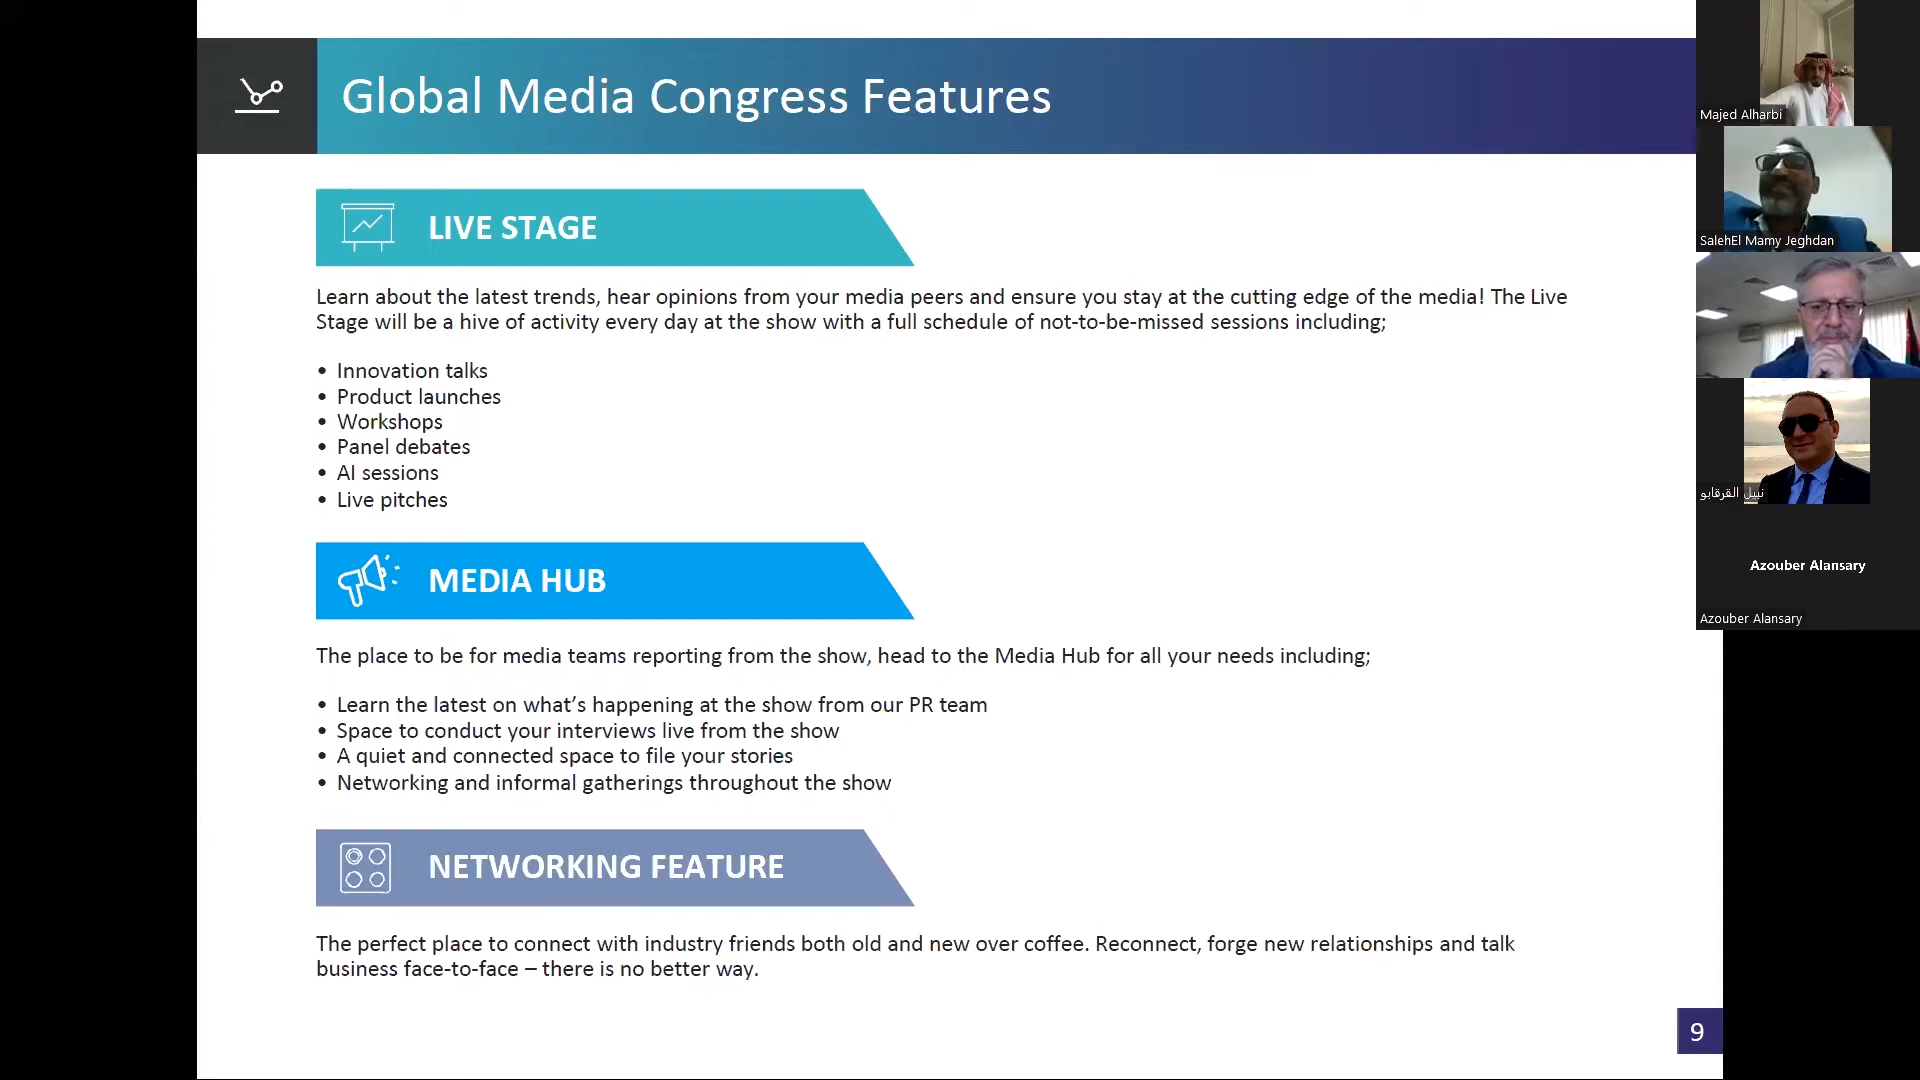 Global Media Congress Features
LIVE STAGE
Learn about the latest trends, hear opinions from your media peers and ensure you stay at the cutting edge of the media! The Live
Stage will be a hive of activity every day at the show with a full schedule of not-to-be-missed sessions including;
• Innovation talks
• Product launches
• Workshops
• Panel debates
• AI sessions
• Live pitches
MEDIA HUB
The place to be for media teams reporting from the show, head to the Media Hub for all your needs including;
• Learn the latest on what’s happening at the show from our PR team
• Space to conduct your interviews live from the show
• A quiet and connected space to file your stories
• Networking and informal gatherings throughout the show
NETWORKING FEATURE
The perfect place to connect with industry friends both old and new over coffee. Reconnect, forge new relationships and talk
business face-to-face – there is no better way.
9
Majed Alharbi
SalehEl Mamy Jeghdan
نبيل القرقابو
Azouber Alansary
Azouber Alansary